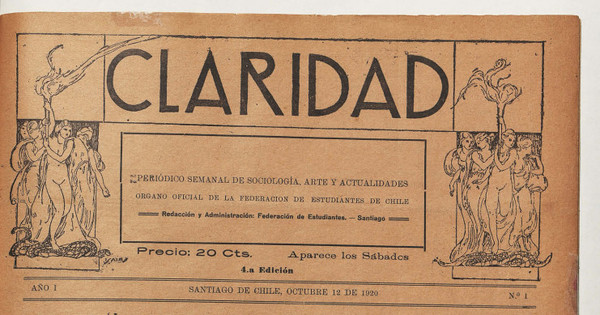 CLARIDAD
PERIÓDICO SEMANAL DE SOCIOLOGÍA, ARTE Y ACTUALIDADES
ORGANO OFICIAL DE LA FEDERACION DE ESTUDIANTES DE CHILE
Redacción y Administración: Federación de Estudiantes. — Santiago
Precio: 20 Cts. Aparece los Sábados
4.a Edición
AÑO I SANTIAGO DE CHILE, OCTUBRE 12 DE 1920 N.º 1